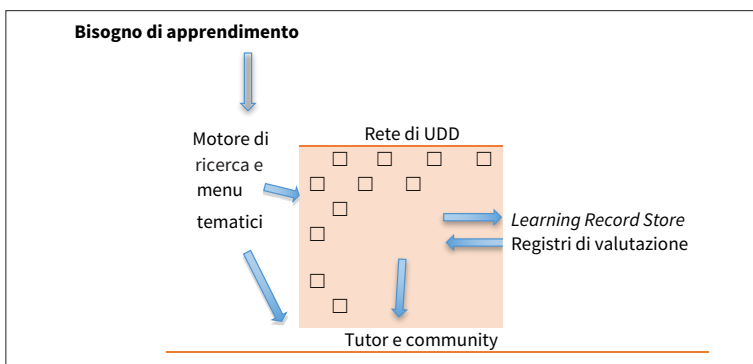 Bisogno di apprendimento
Rete di UDD
Motore di
ricerca e
menu
tematici
Learning Record Store
Registri di valutazione
Tutor e community